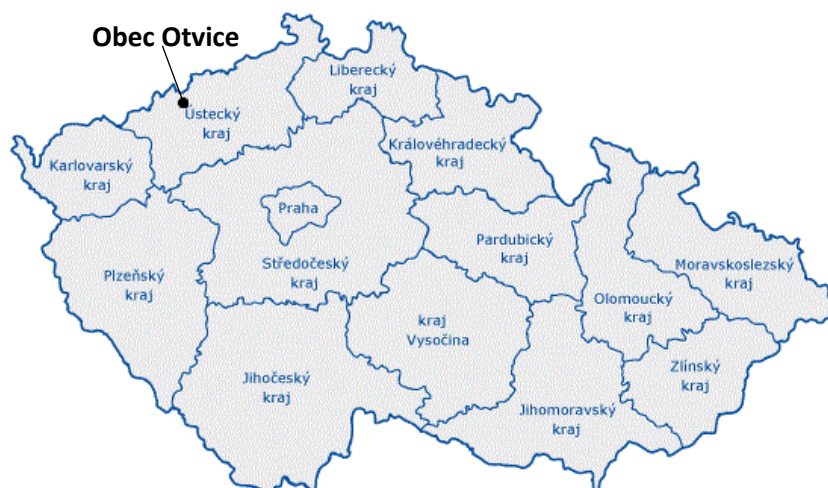 Obec Otvice
Liberecký
kraj
Ústecký
kraj
Královéhradecký
kraj
Karlovarský
kraj
Praha
Pardubický
kraj
Středočeský
kraj
Plzeňský
kraj
Moravskoslezský
kraj
Olomoucký
kraj
kraj
Vysočina
Zlínský
kraj
Jihočeský
kraj
Jihomoravský
kraj